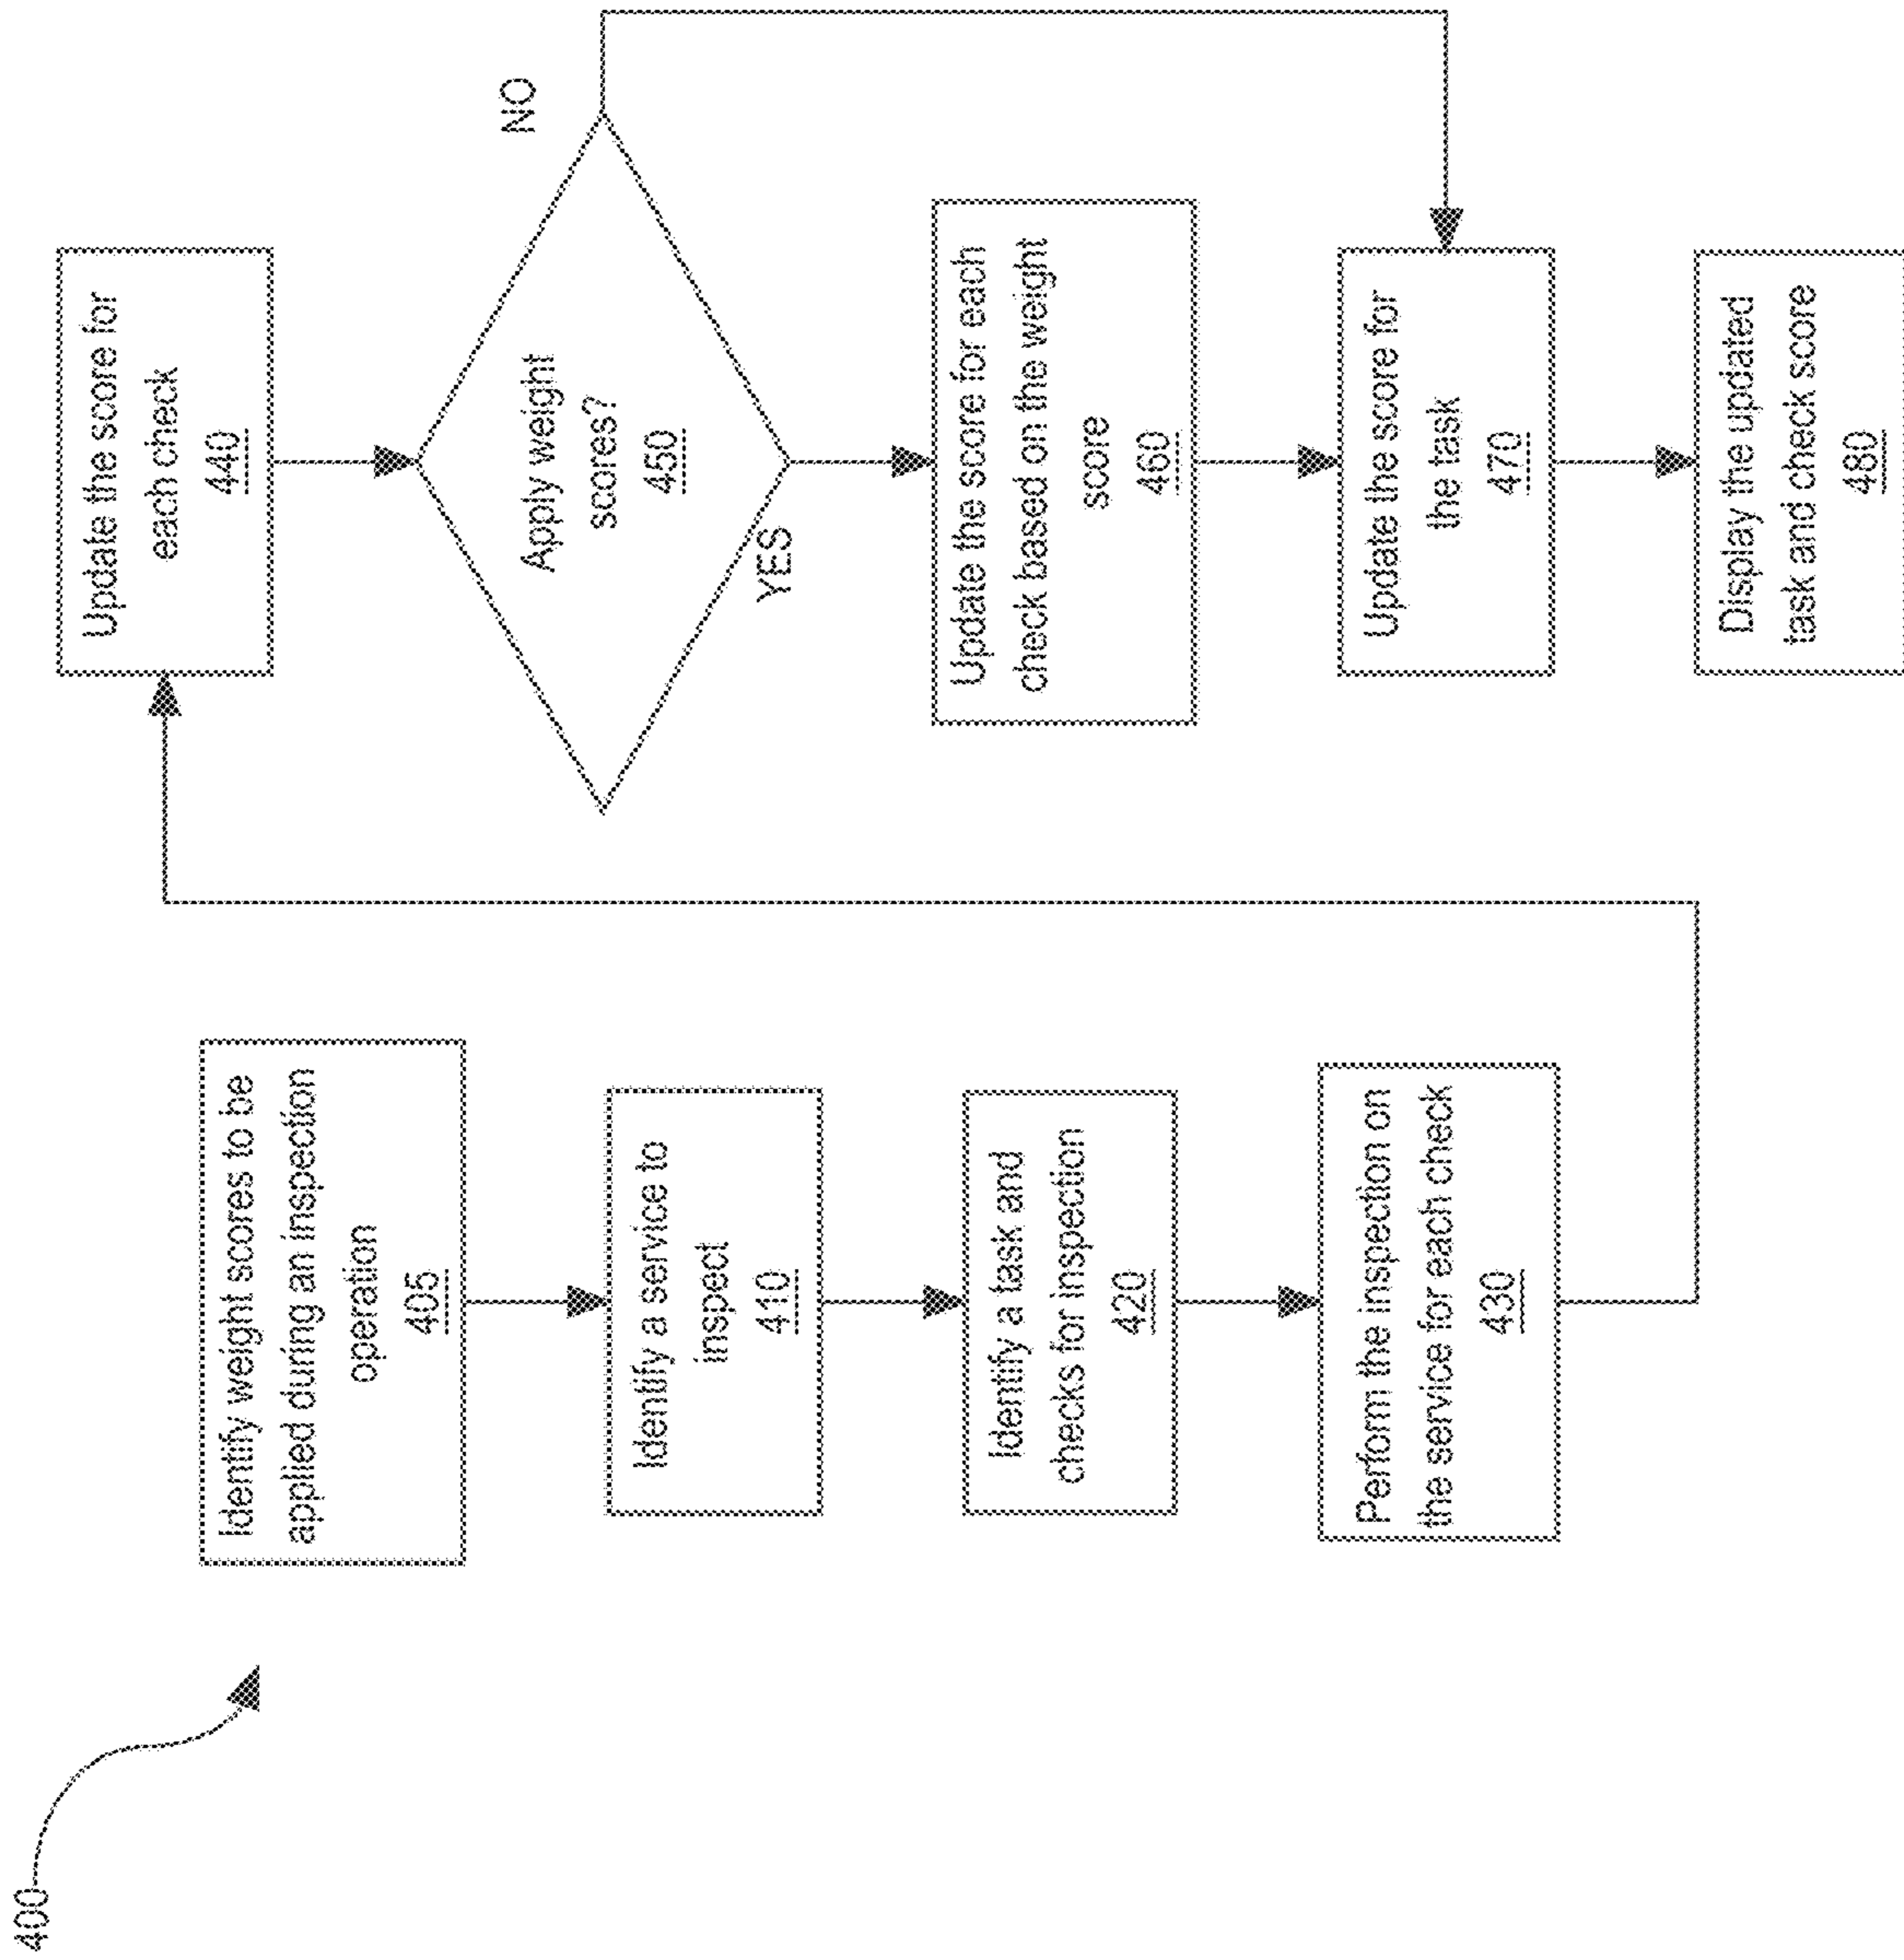 400
Identify weight scores to be
applied during an inspection
operation
405
Identify a service to
inspect
410
Identify a task and
checks for inspection
420
Perform the inspection on
the service for each check
430
Update the score for
each check
440
Apply weight
scores?
450
NO
YES
Update the score for each
check based on the weight
score
460
Update the score for
the task
470
Display the updated
task and check score
480